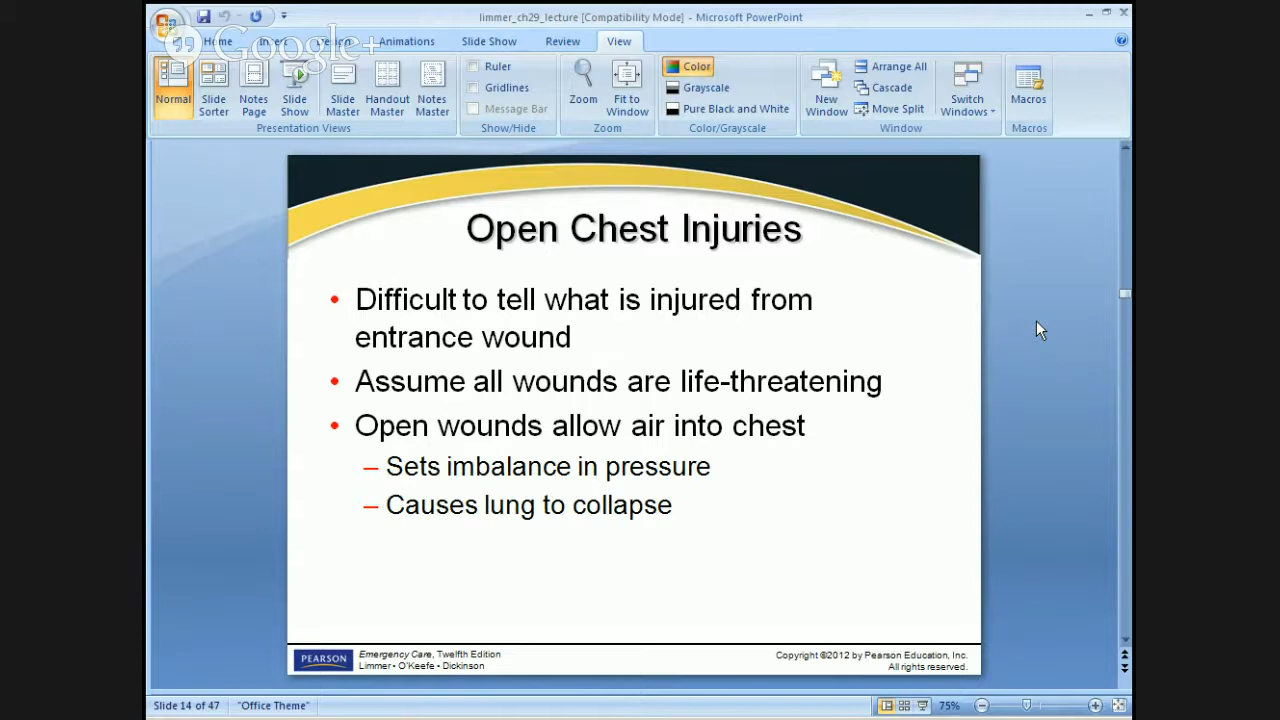 limmer_ch29_lecture [Compatibility Mode] - Microsoft PowerPoint
Google+
Home Insert Design Animations Slide Show Review View
Normal
Slide Sorter
Notes Page
Slide Show
Slide Master
Handout Master
Notes Master
Presentation Views
Ruler
Gridlines
Message Bar
Show/Hide
Zoom
Fit to Window
Zoom
Color
Grayscale
Pure Black and White
Color/Grayscale
New Window
Arrange All
Cascade
Move Split
Switch Windows
Window
Macros
Macros
Open Chest Injuries
• Difficult to tell what is injured from
entrance wound
• Assume all wounds are life-threatening
• Open wounds allow air into chest
– Sets imbalance in pressure
– Causes lung to collapse
PEARSON
Emergency Care, Twelfth Edition
Limmer • O'Keefe • Dickinson
Copyright ©2012 by Pearson Education, Inc.
All rights reserved.
Slide 14 of 47 "Office Theme" 75%